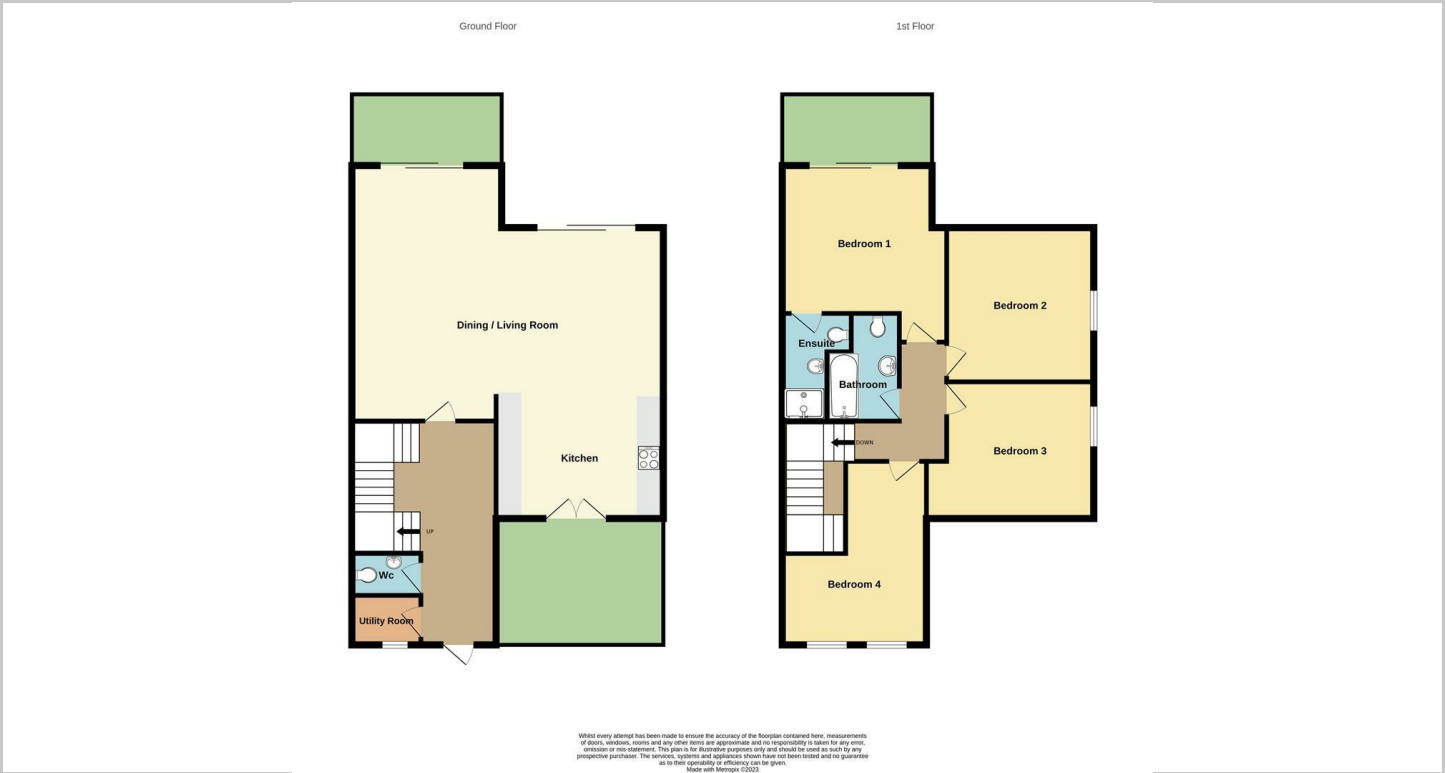 Ground Floor
1st Floor
Dining / Living Room
Kitchen
UP
Wc
Utility Room
Bedroom 1
Bedroom 2
Ensuite
Bathroom
DOWN
Bedroom 3
Bedroom 4
Whilst every attempt has been made to ensure the accuracy of the floorplan contained here, measurements
of doors, windows, rooms and any other items are approximate and no responsibility is taken for any error,
omission or mis-statement. This plan is for illustrative purposes only and should be used as such by any
prospective purchaser. The services, systems and appliances shown have not been tested and no guarantee
as to their operability or efficiency can be given.
Made with Metropix ©2023